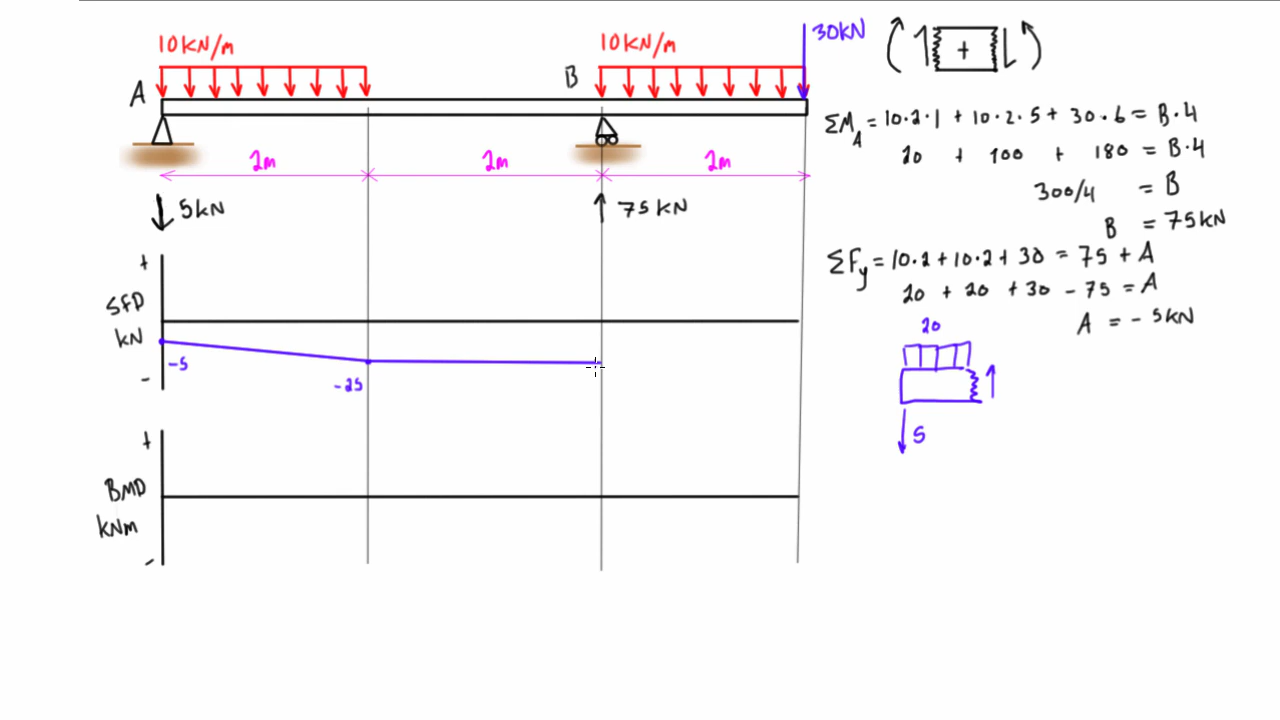 10kN/m
10kN/m
30kN
A
B
+
2m
2m
2m
5kN
75kN
ΣM_A = 10·2·1 + 10·2·5 + 30·6 = B·4
20 + 100 + 180 = B·4
300/4 = B
B = 75kN
ΣFy = 10·2 + 10·2 + 30 = 75 + A
20 + 20 + 30 - 75 = A
A = - 5kN
20
5
+
SFD
kN
-
-5
-25
+
BMD
kNm
-